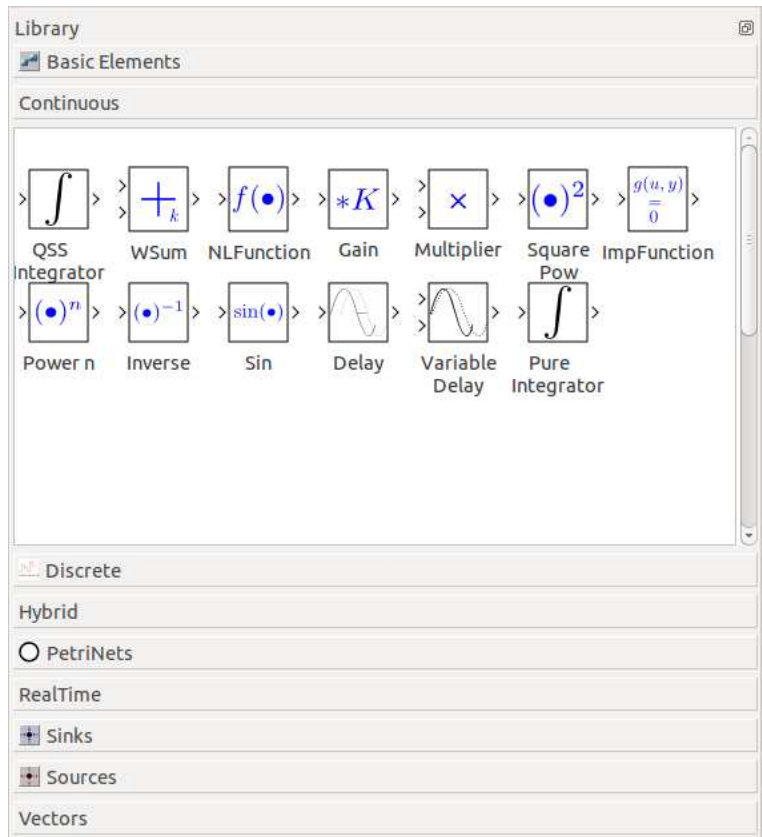 Library
Basic Elements
Continuous
∫ + k f(•) *K × (•)² g(u, y) = 0
QSS Integrator WSum NLFunction Gain Multiplier Square Pow ImpFunction
(•)ⁿ (•)⁻¹ sin(•) ∫
Power n Inverse Sin Delay Variable Delay Pure Integrator
Discrete
Hybrid
PetriNets
RealTime
Sinks
Sources
Vectors